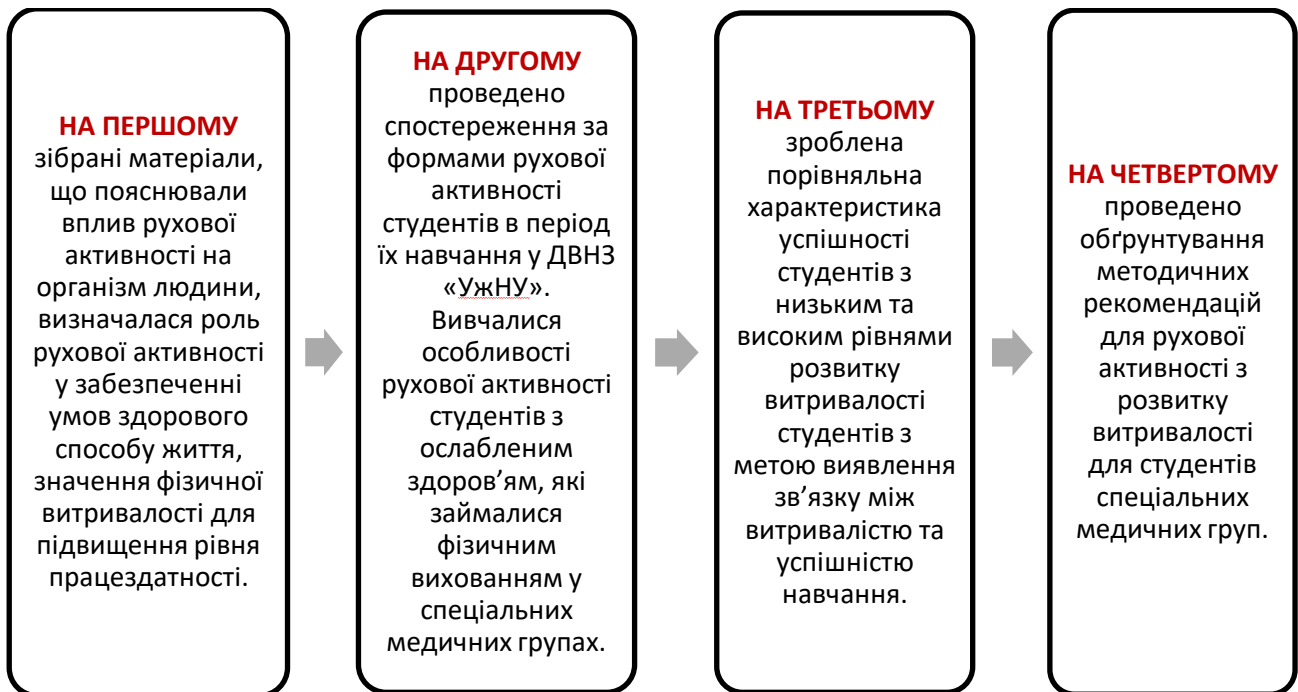 НА ПЕРШОМУ
зібрані матеріали,
що пояснювали
вплив рухової
активності на
організм людини,
визначалася роль
рухової активності
у забезпеченні
умов здорового
способу життя,
значення фізичної
витривалості для
підвищення рівня
працездатності.
НА ДРУГОМУ
проведено
спостереження за
формами рухової
активності
студентів в період
їх навчання у ДВНЗ
«УжНУ».
Вивчалися
особливості
рухової активності
студентів з
ослабленим
здоров’ям, які
займалися
фізичним
вихованням у
спеціальних
медичних групах.
НА ТРЕТЬОМУ
зроблена
порівняльна
характеристика
успішності
студентів з
низьким та
високим рівнями
розвитку
витривалості
студентів з
метою виявлення
зв’язку між
витривалістю та
успішністю
навчання.
НА ЧЕТВЕРТОМУ
проведено
обґрунтування
методичних
рекомендацій
для рухової
активності з
розвитку
витривалості
для студентів
спеціальних
медичних груп.